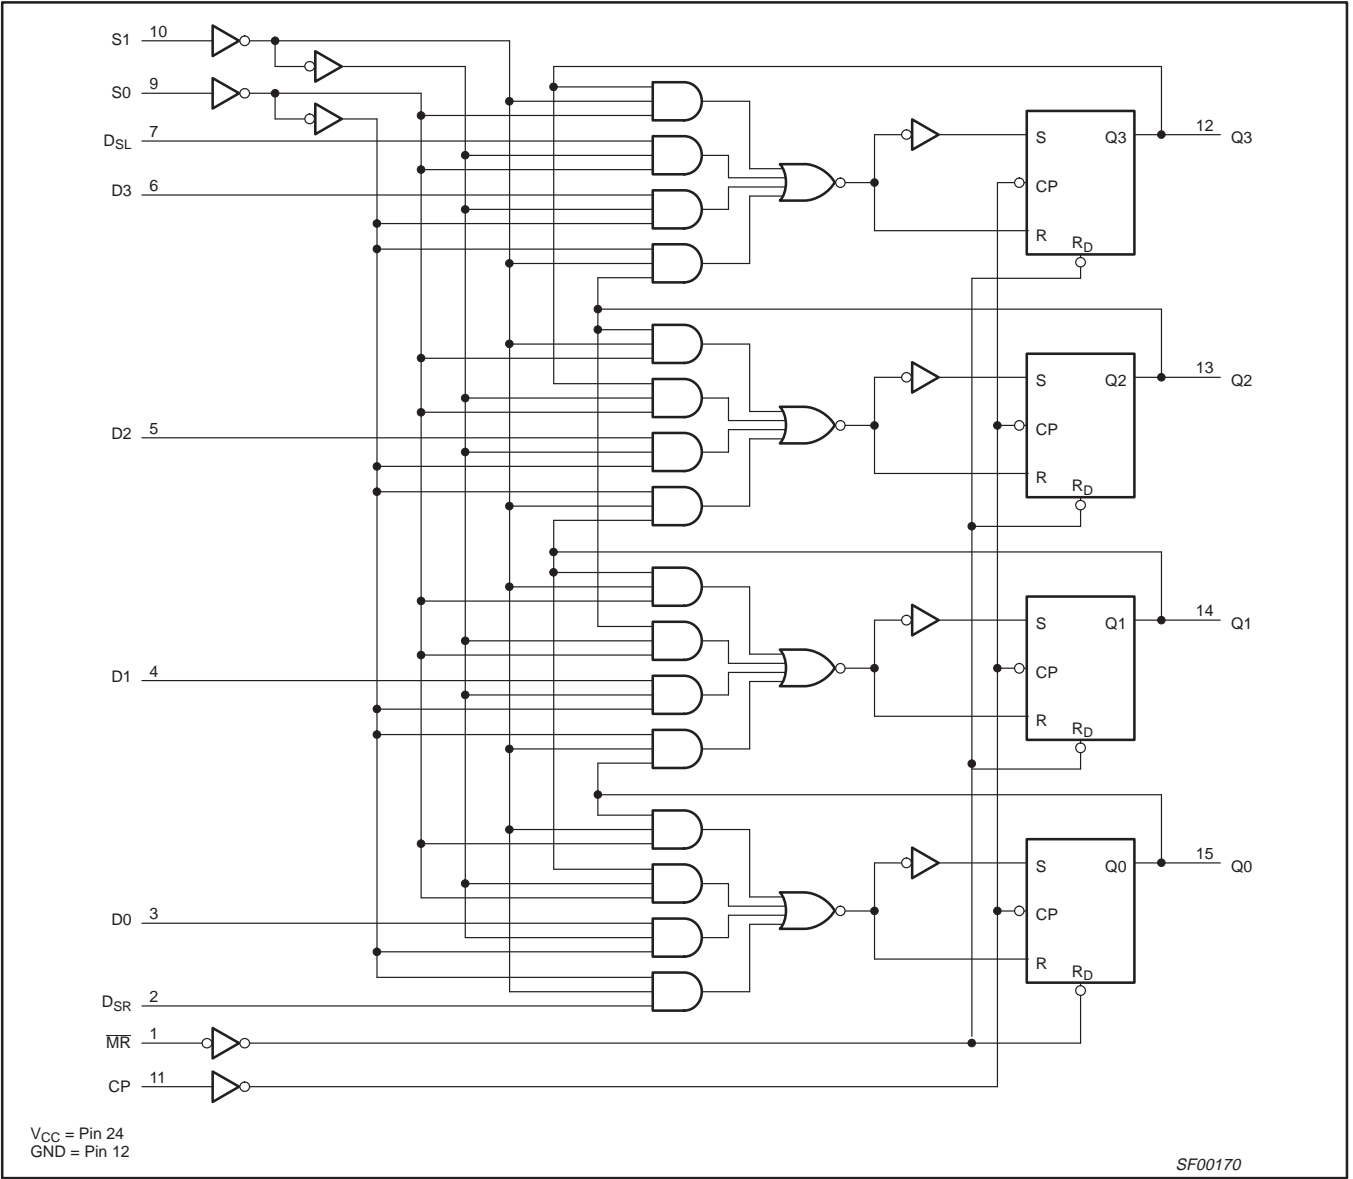 S1 10
S0 9
DSL 7
D3 6
S Q3 12 Q3
CP
R
RD
S Q2 13 Q2
D2 5
CP
R
RD
S Q1 14 Q1
D1 4
CP
R
RD
S Q0 15 Q0
D0 3
CP
R
RD
DSR 2
M̅R̅ 1
CP 11
VCC = Pin 24
GND = Pin 12
SF00170